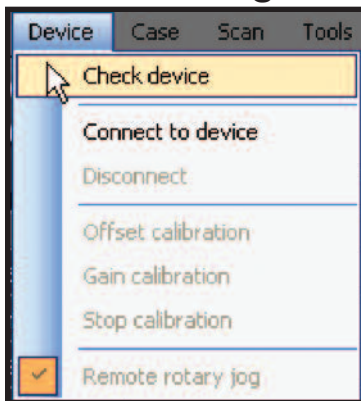 Device Case Scan Tools
Check device
Connect to device
Disconnect
Offset calibration
Gain calibration
Stop calibration
Remote rotary jog